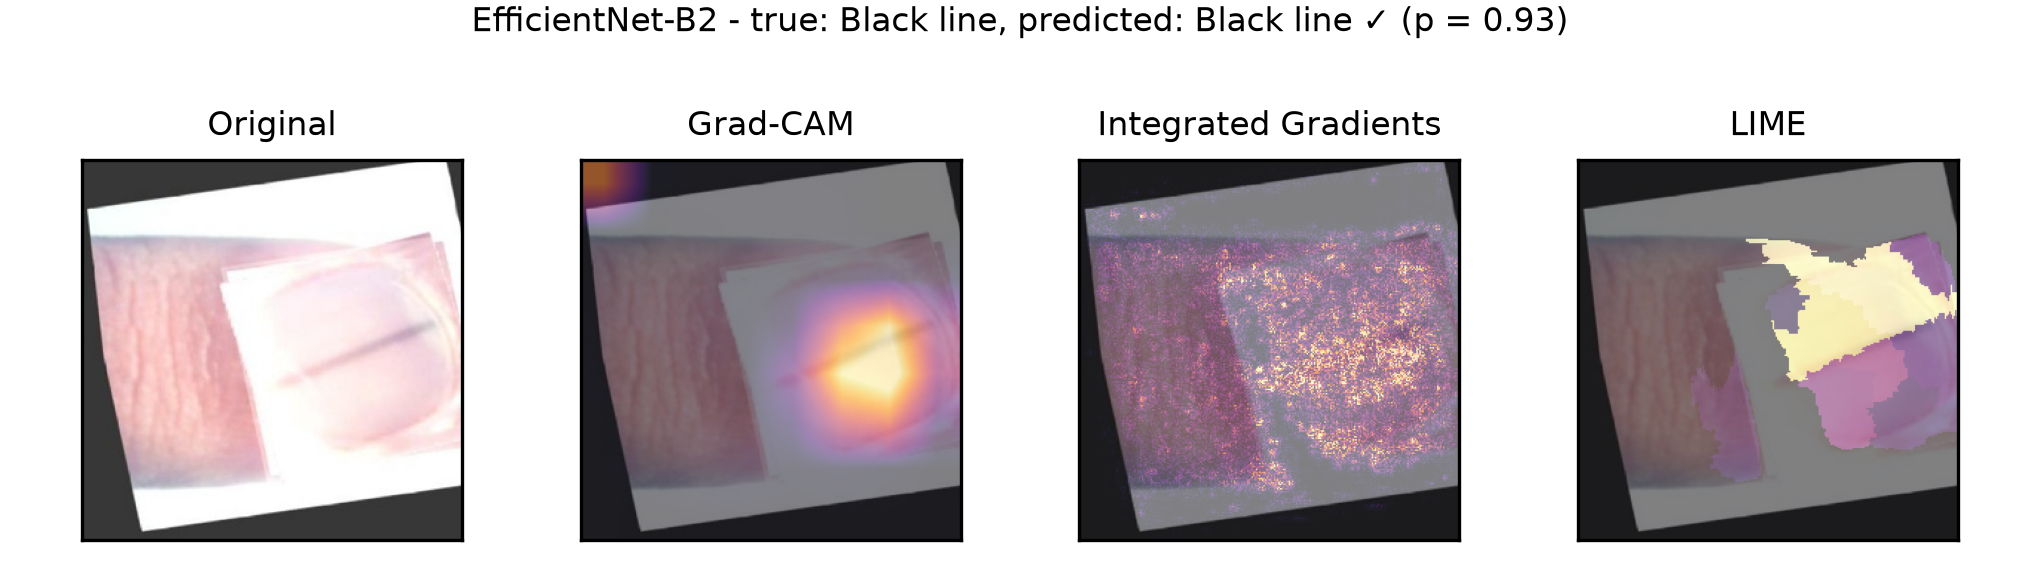 EfficientNet-B2 - true: Black line, predicted: Black line ✓ (p = 0.93)
Original
Grad-CAM
Integrated Gradients
LIME